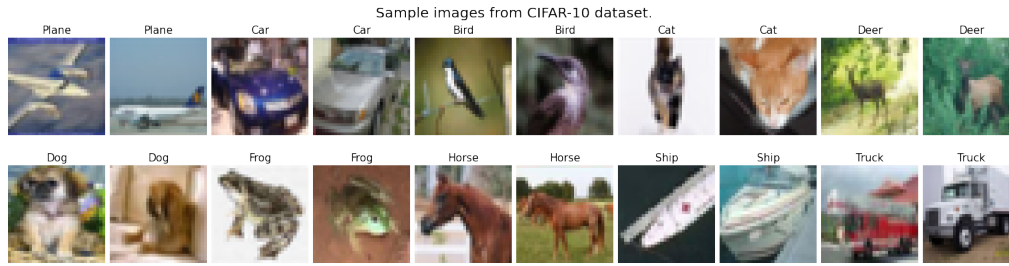 Sample images from CIFAR-10 dataset.
Plane Plane Car Car Bird Bird Cat Cat Deer Deer
Dog Dog Frog Frog Horse Horse Ship Ship Truck Truck